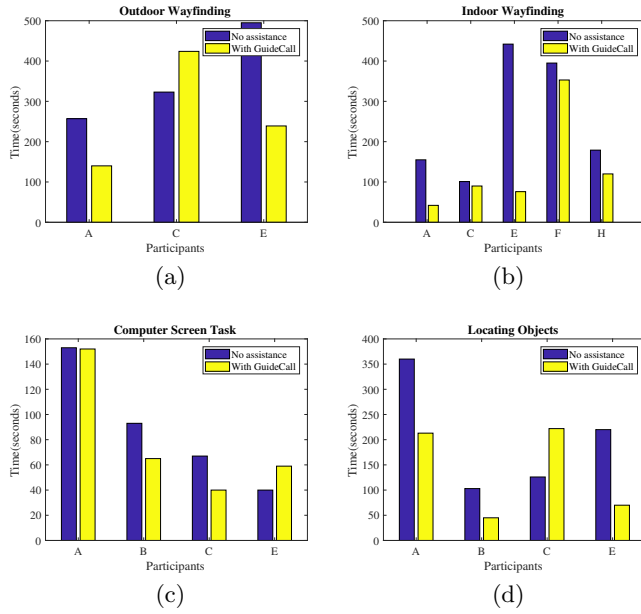 Outdoor Wayfinding
500
400
300
200
100
0
Time(seconds)
No assistance
With GuideCall
A C E
Participants
(a)
Indoor Wayfinding
500
400
300
200
100
0
Time(seconds)
No assistance
With GuideCall
A C E F H
Participants
(b)
Computer Screen Task
160
140
120
100
80
60
40
20
0
Time(seconds)
No assistance
With GuideCall
A B C E
Participants
(c)
Locating Objects
400
350
300
250
200
150
100
50
0
Time(seconds)
No assistance
With GuideCall
A B C E
Participants
(d)